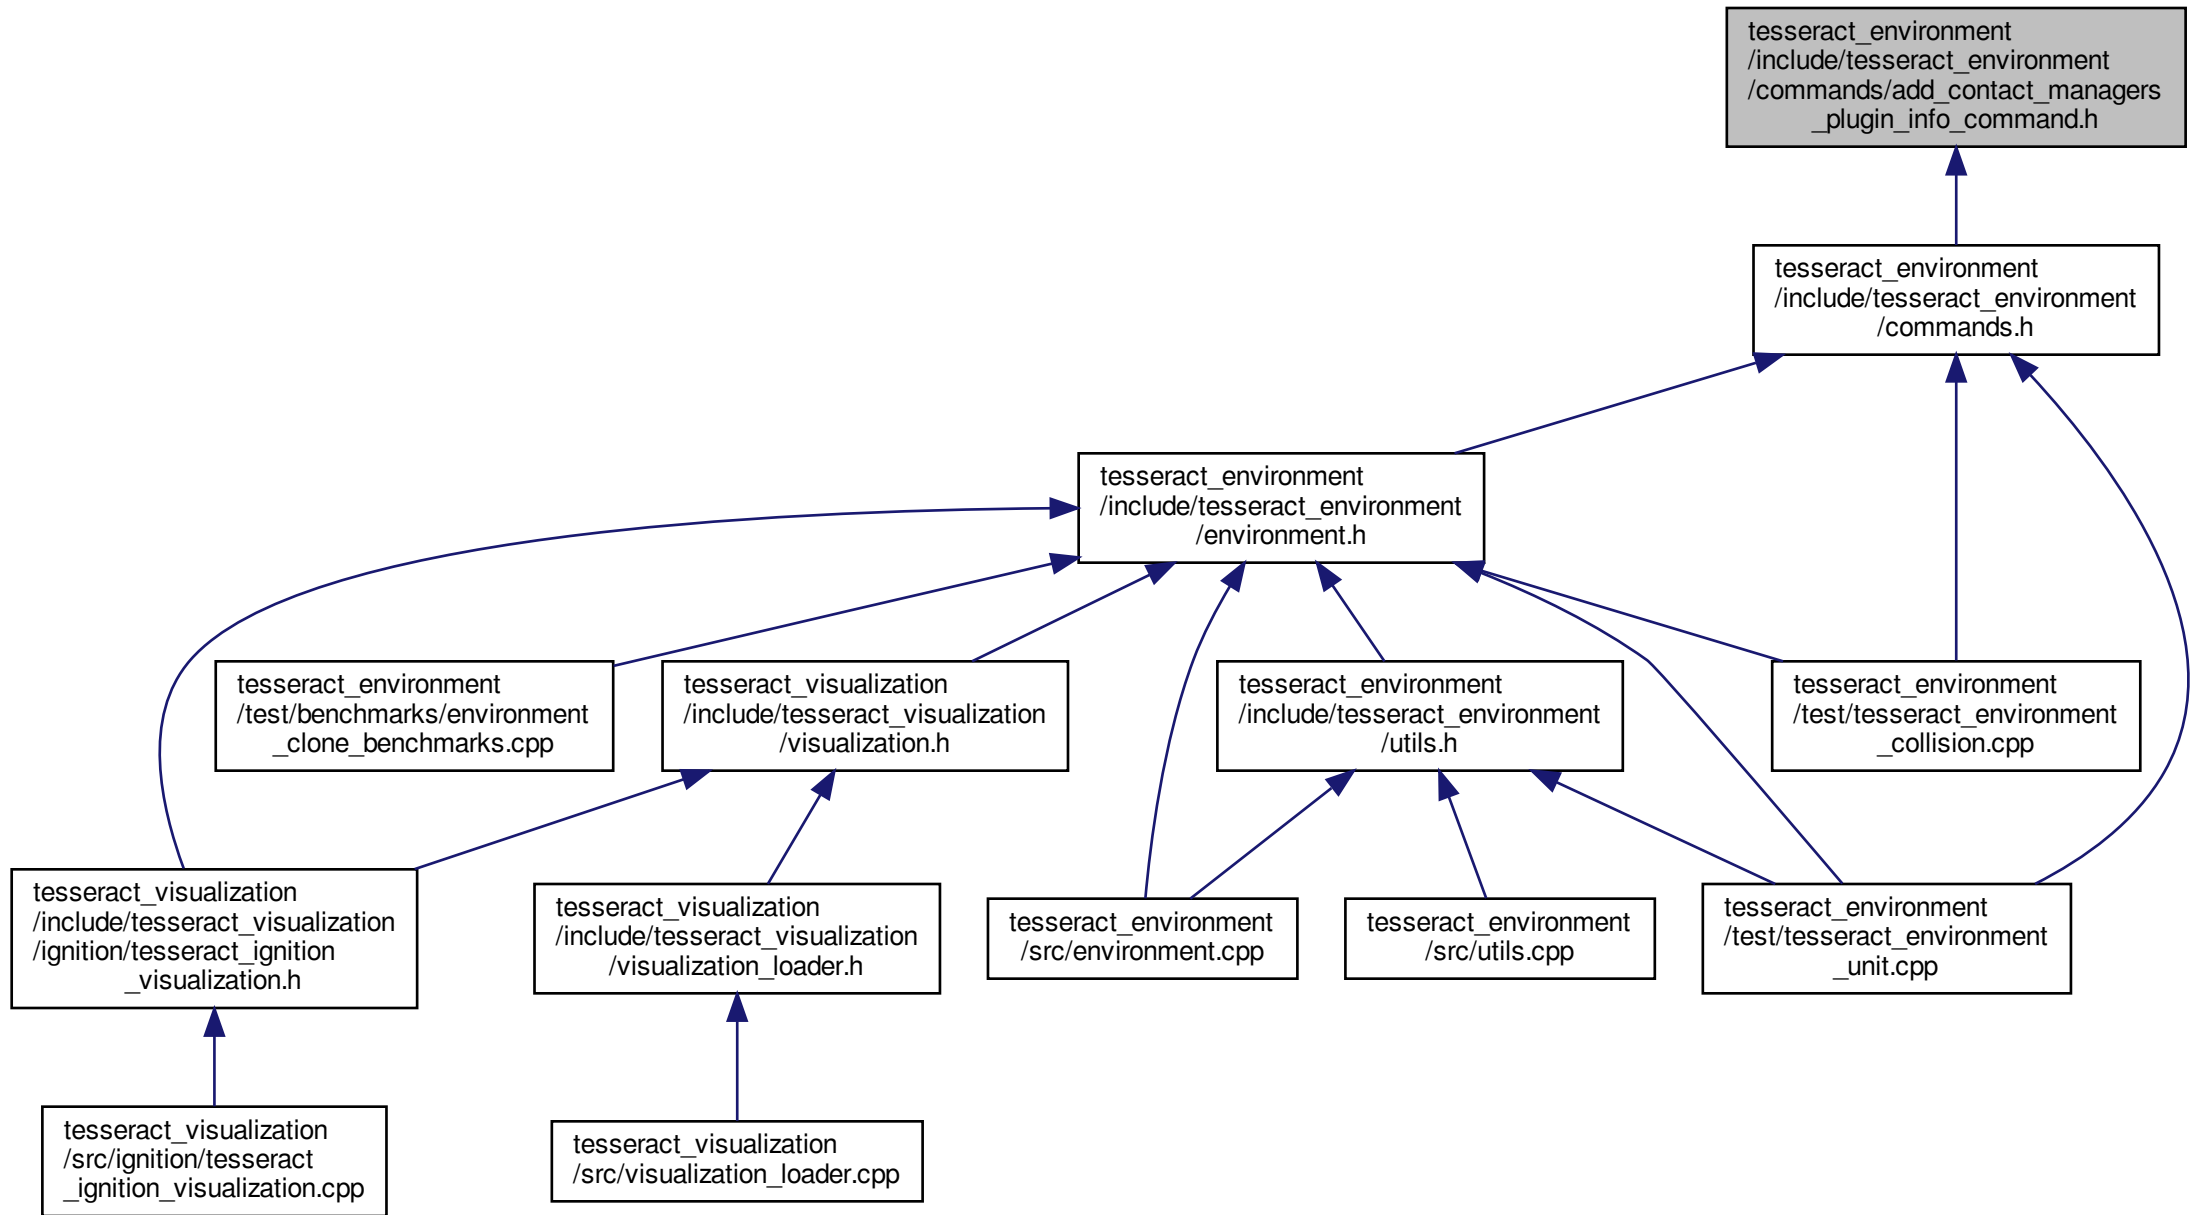 tesseract_environment
/include/tesseract_environment
/commands/add_contact_managers
_plugin_info_command.h
tesseract_environment
/include/tesseract_environment
/commands.h
tesseract_environment
/include/tesseract_environment
/environment.h
tesseract_environment
/test/benchmarks/environment
_clone_benchmarks.cpp
tesseract_visualization
/include/tesseract_visualization
/visualization.h
tesseract_environment
/include/tesseract_environment
/utils.h
tesseract_environment
/test/tesseract_environment
_collision.cpp
tesseract_visualization
/include/tesseract_visualization
/ignition/tesseract_ignition
_visualization.h
tesseract_visualization
/include/tesseract_visualization
/visualization_loader.h
tesseract_environment
/src/environment.cpp
tesseract_environment
/src/utils.cpp
tesseract_environment
/test/tesseract_environment
_unit.cpp
tesseract_visualization
/src/ignition/tesseract
_ignition_visualization.cpp
tesseract_visualization
/src/visualization_loader.cpp